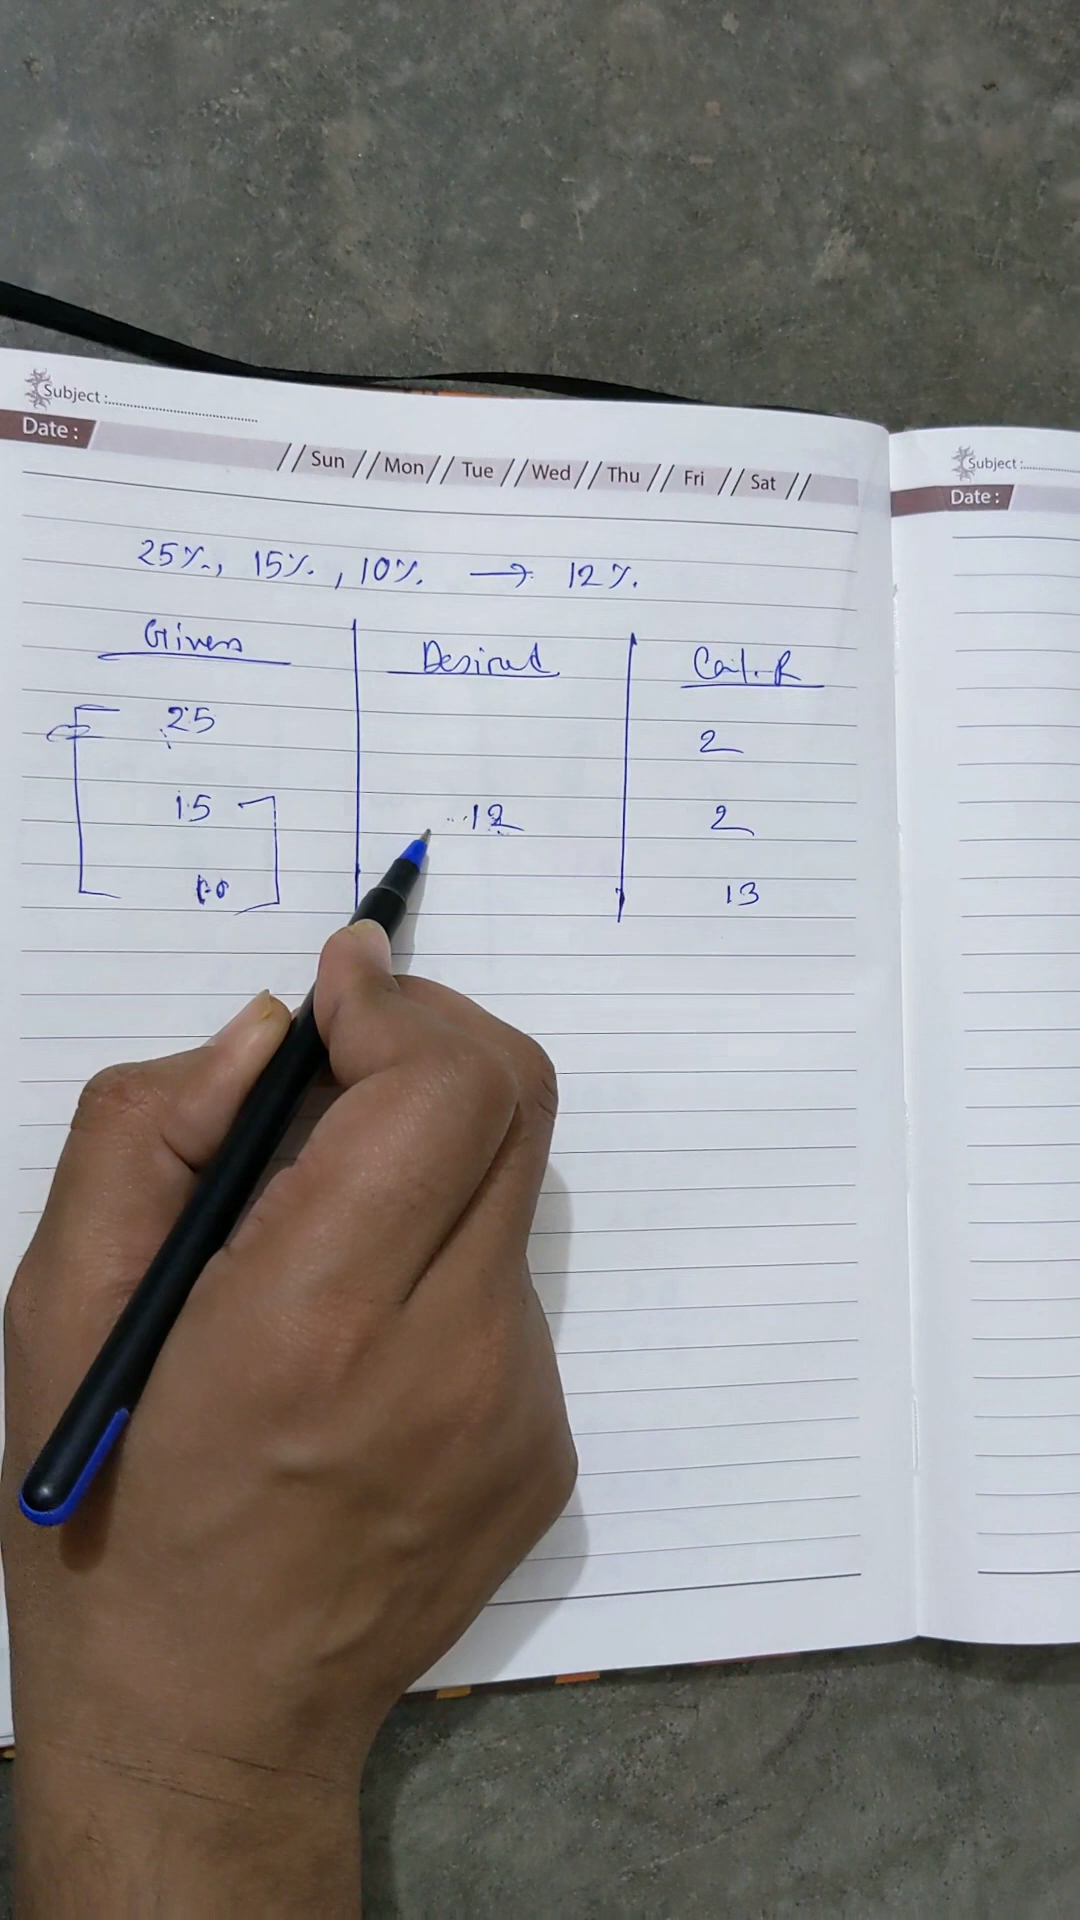 Subject :
Date :
// Sun // Mon // Tue // Wed // Thu // Fri // Sat //
25%, 15%, 10% → 12%
Given Desired Cal. R
25 2
15 12 2
10 13
Subject :
Date :